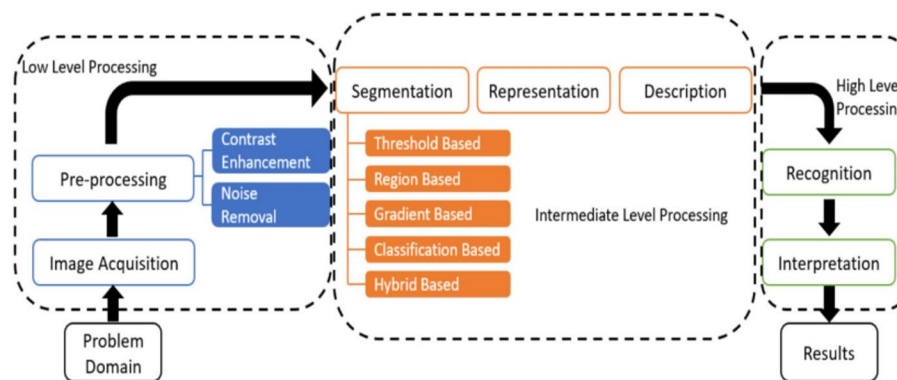 Low Level Processing
Pre-processing
Contrast
Enhancement
Noise
Removal
Image Acquisition
Problem
Domain
Segmentation
Representation
Description
Threshold Based
Region Based
Gradient Based
Classification Based
Hybrid Based
Intermediate Level Processing
High Level
Processing
Recognition
Interpretation
Results